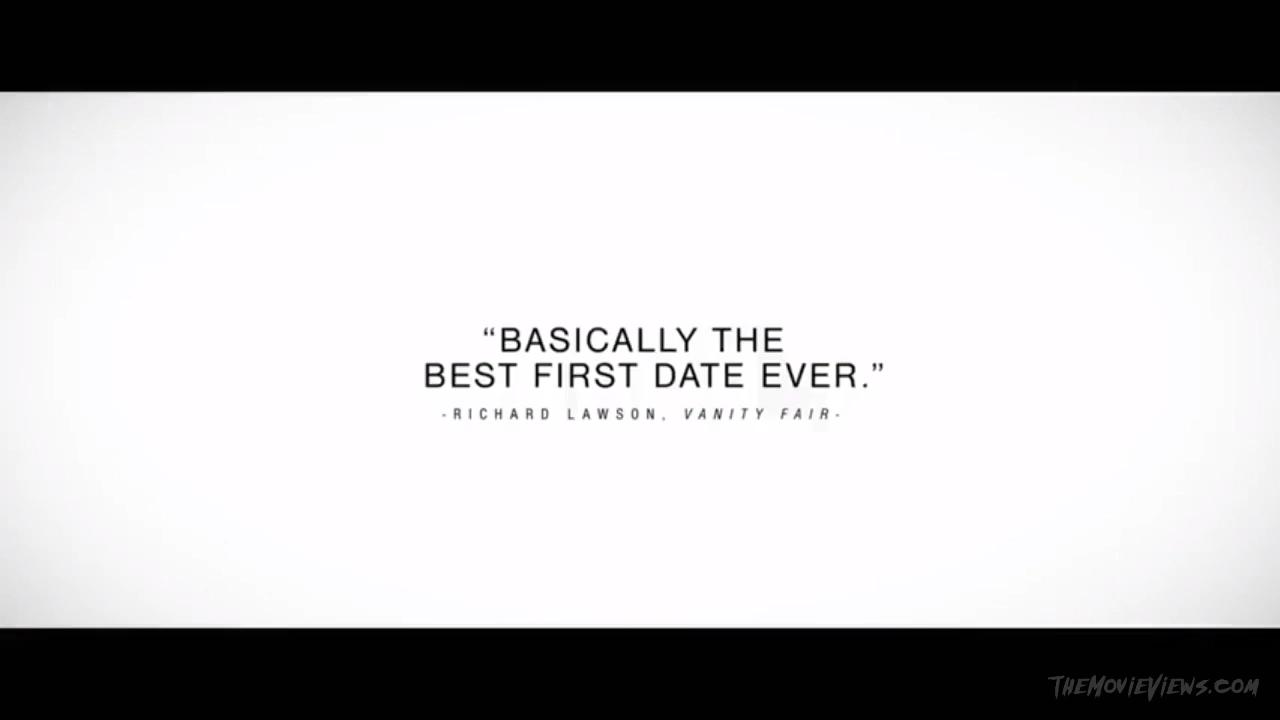 “BASICALLY THE
BEST FIRST DATE EVER.”
-RICHARD LAWSON, VANITY FAIR-
THEMOVIEVIEWS.COM